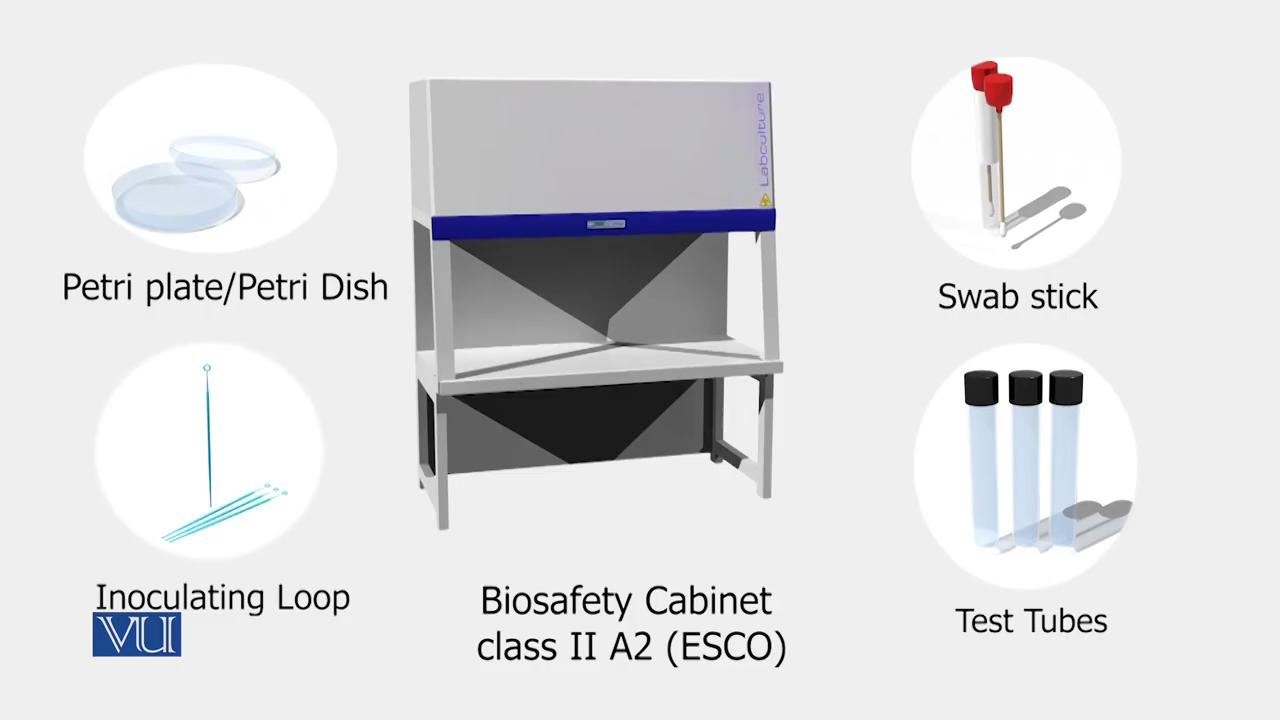 Labculture
Petri plate/Petri Dish
Swab stick
Inoculating Loop
VU
Biosafety Cabinet
class II A2 (ESCO)
Test Tubes